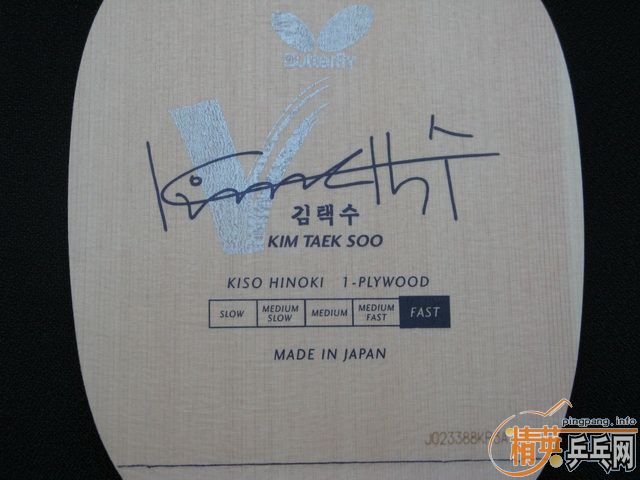 Butterfly
V
김택수
KIM TAEK SOO
KISO HINOKI 1-PLYWOOD
SLOW
MEDIUM SLOW
MEDIUM
MEDIUM FAST
FAST
MADE IN JAPAN
pingpang.info
精英乒乓网